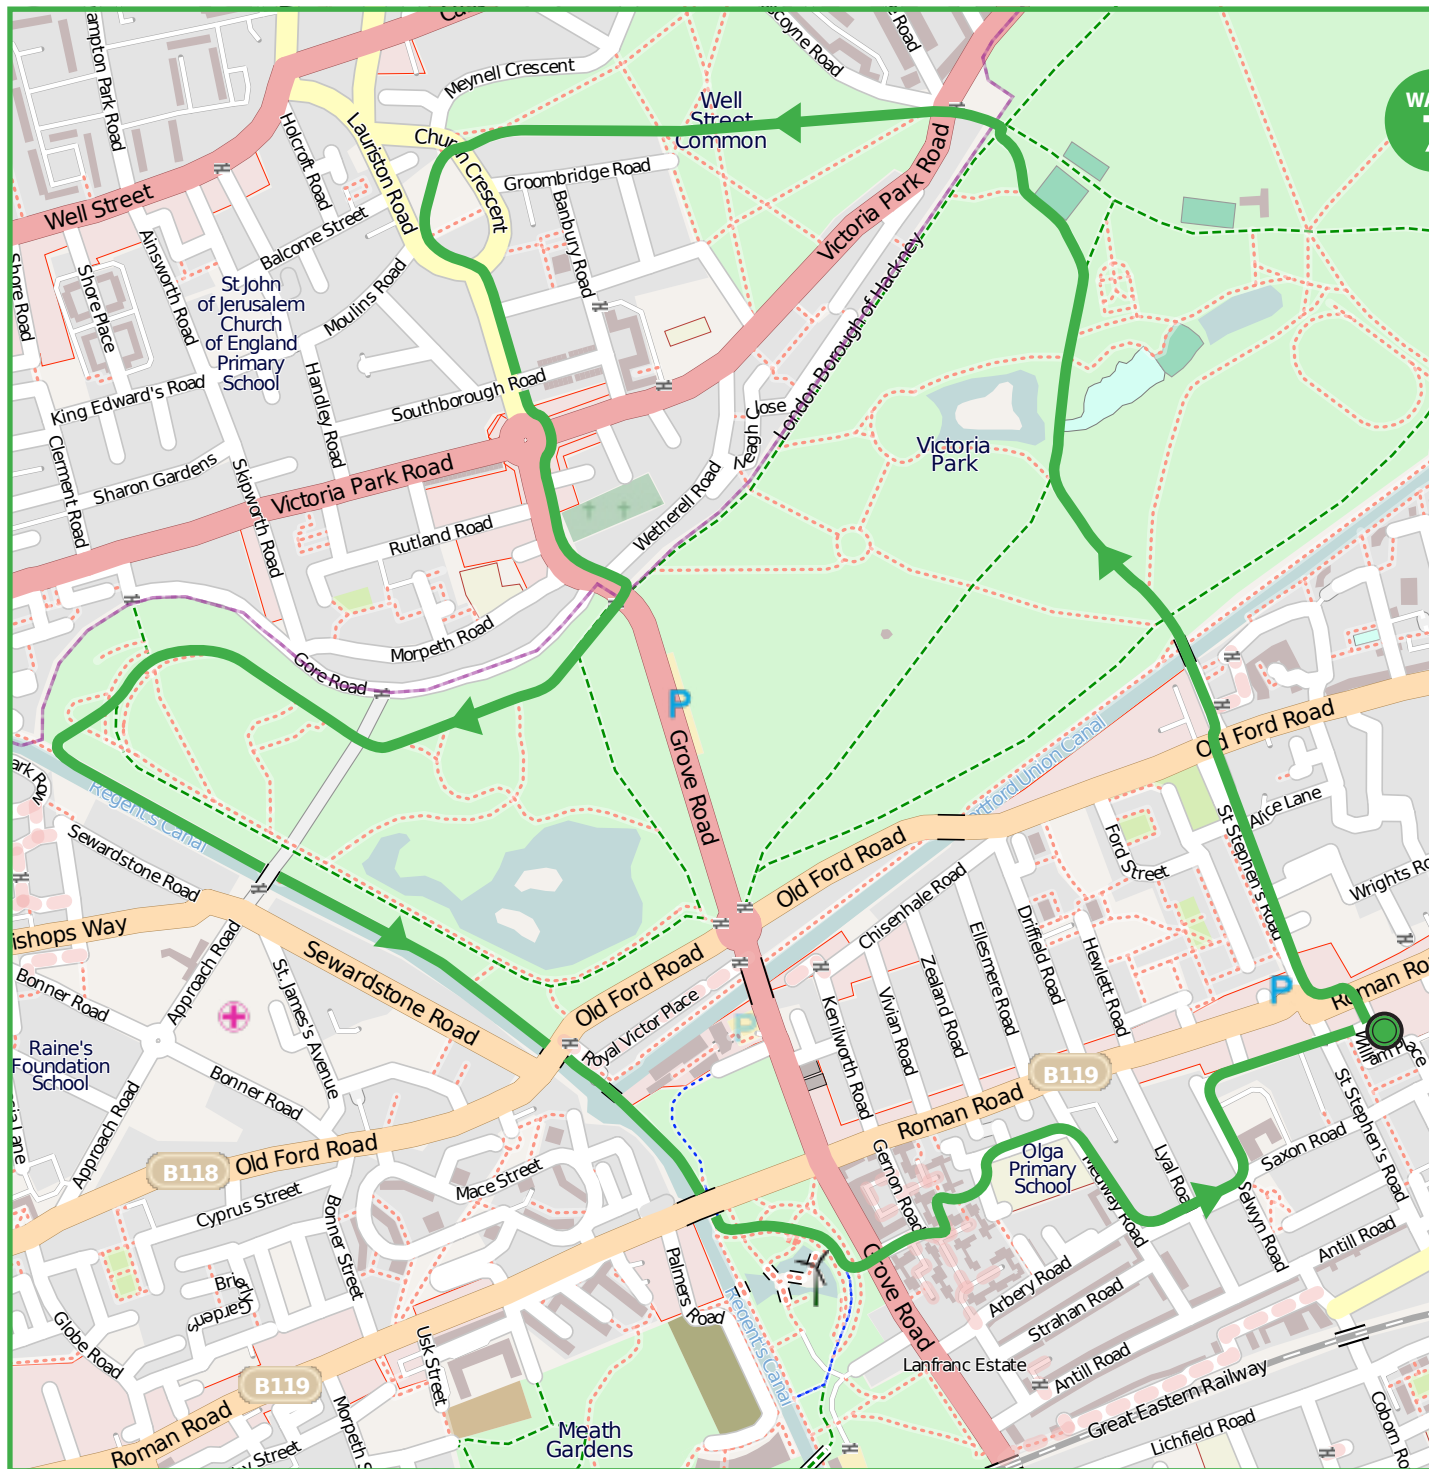 Meynell Crescent
Well
Street
Common
Holcroft Road
Lauriston Road
Church Crescent
Groombridge Road
Banbury Road
Victoria Park Road
Well Street
Balcome Street
Ainsworth Road
Shore Place
Shore Road
St John
of Jerusalem
Church
of England
Primary
School
Moulins Road
London Borough of Hackney
King Edward's Road
Handley Road
Southborough Road
Neagh Close
Victoria
Park
Clement Road
Sharon Gardens
Skipworth Road
Victoria Park Road
Rutland Road
Wetherell Road
Morpeth Road
Gore Road
P
Grove Road
Old Ford Road
Regent's Canal
Sewardstone Road
Old Ford Road
Chisenhale Road
Ford Street
Alice Lane
St Stephen's Road
ishops Way
Approach Road
Sewardstone Road
Old Ford Road
Royal Victor Place
P
Bonner Road
St. James's Avenue
Raine's
Foundation
School
Bonner Road
Approach Road
Kenilworth Road
Vivian Road
Zealand Road
Ellesmere Road
Driffield Road
Hewlett Road
P
B119
Roman Road
B118
Old Ford Road
Cyprus Street
Mace Street
Bonner Street
Gernon Road
Olga
Primary
School
Medway Road
Lyal Road
Selwyn Road
Saxon Road
St Stephen's Road
Antill Road
Arbery Road
Strahan Road
Antill Road
Grove Road
Lanfranc Estate
Great Eastern Railway
Lichfield Road
Palmers Road
Regent's Canal
Globe Road
Usk Street
B119
Roman Road
Meath
Gardens